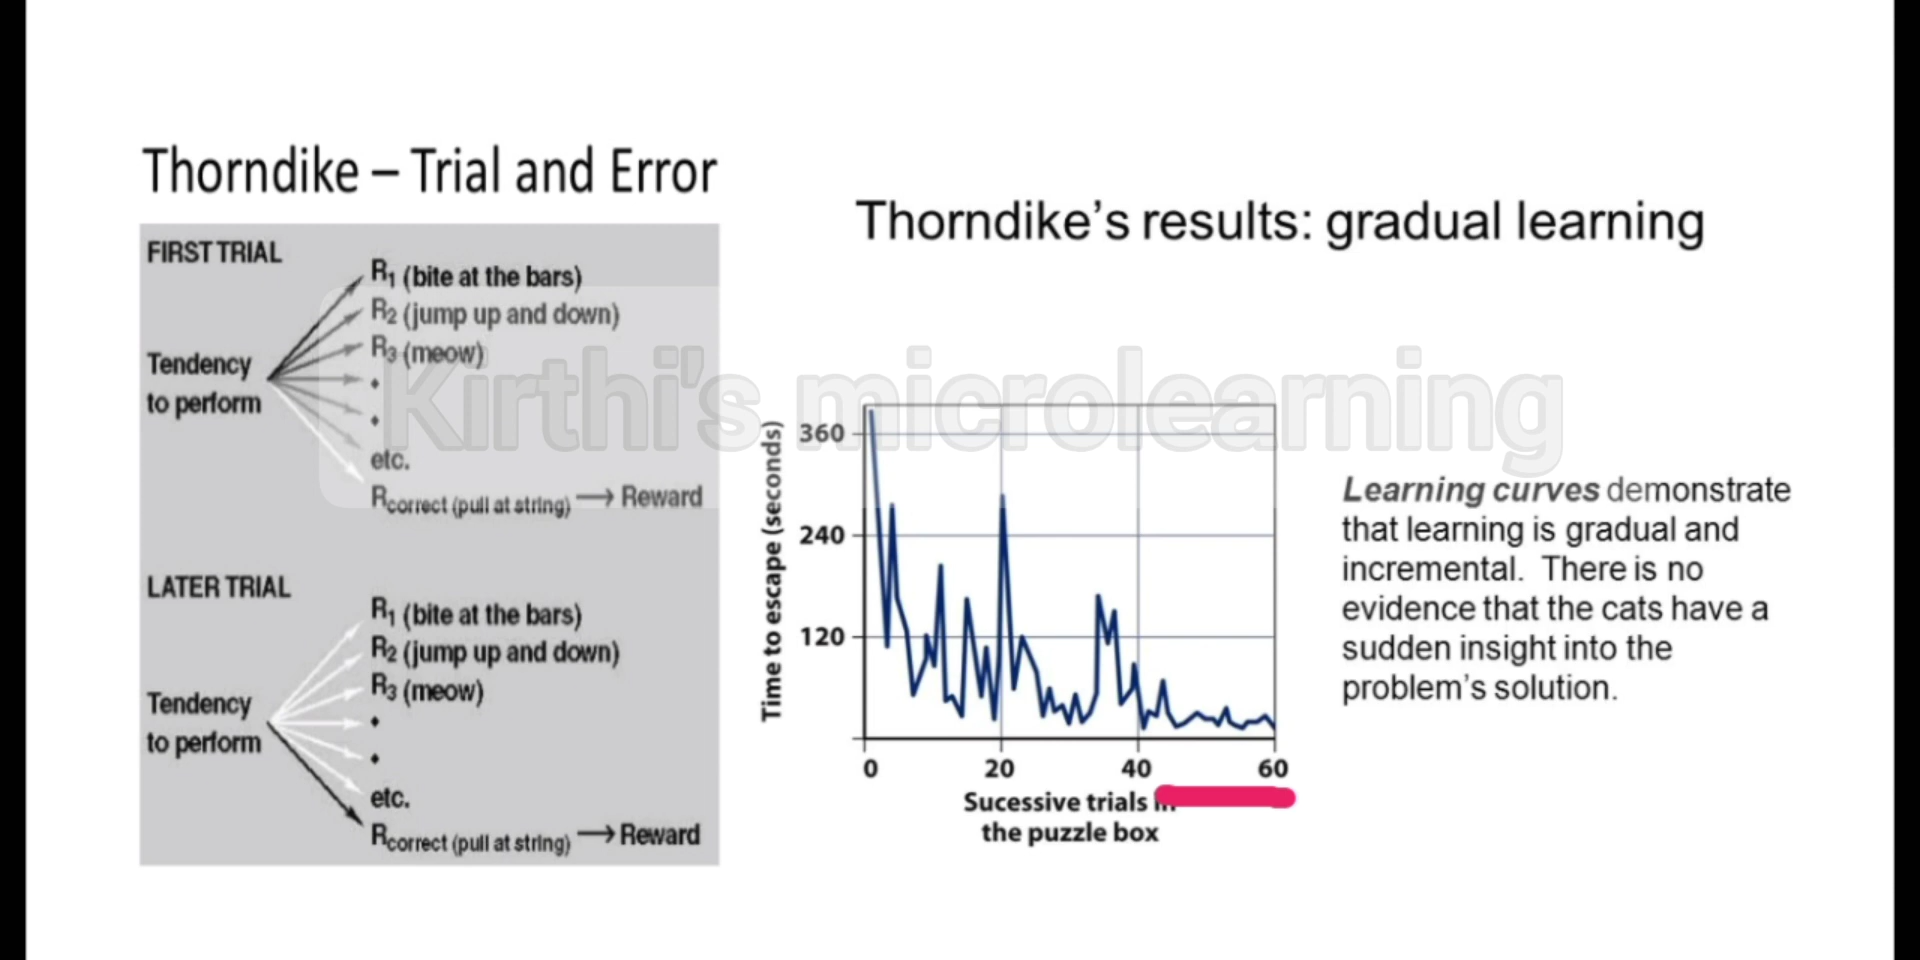 Thorndike – Trial and Error
FIRST TRIAL
R1 (bite at the bars)
R2 (jump up and down)
R3 (meow)
Tendency
to perform
etc.
Rcorrect (pull at string) → Reward
LATER TRIAL
R1 (bite at the bars)
R2 (jump up and down)
R3 (meow)
Tendency
to perform
etc.
Rcorrect (pull at string) → Reward
Thorndike's results: gradual learning
Kirthi's microlearning
Time to escape (seconds)
360
240
120
0 20 40 60
Sucessive trials in
the puzzle box
Learning curves demonstrate
that learning is gradual and
incremental. There is no
evidence that the cats have a
sudden insight into the
problem's solution.